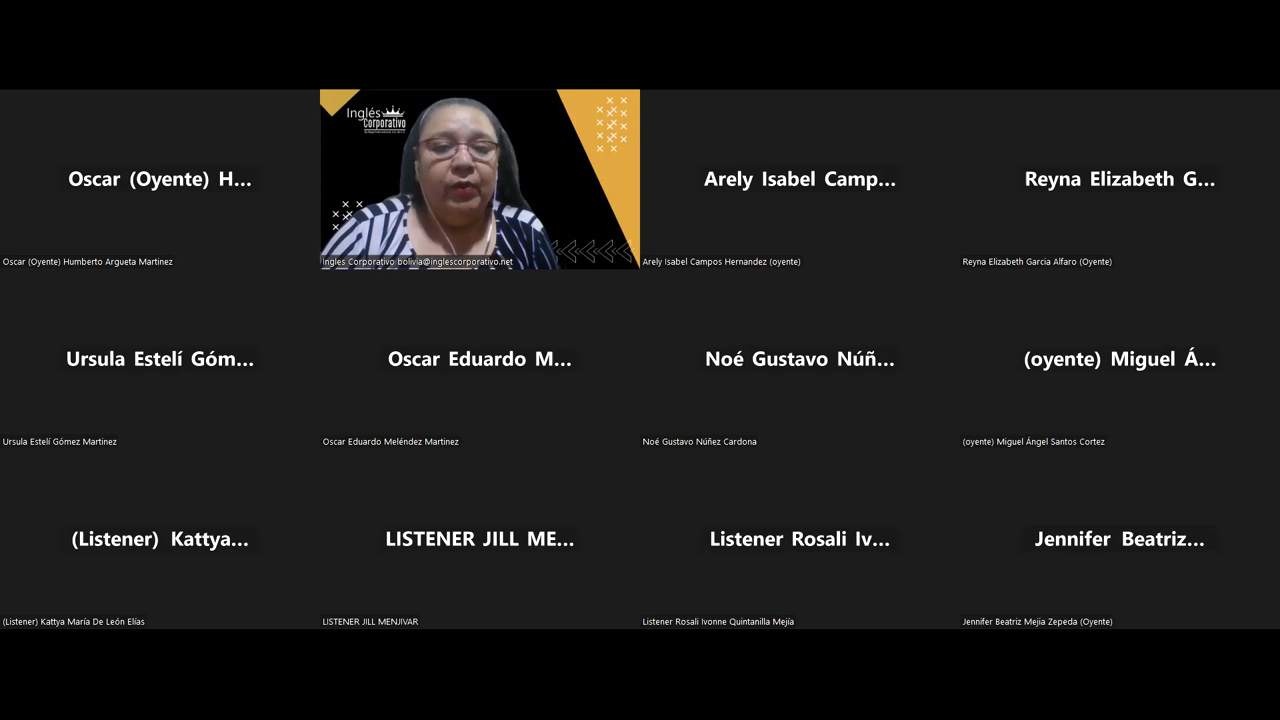 Oscar (Oyente) H...
Oscar (Oyente) Humberto Argueta Martinez
Inglés
Corporativo
Ingles Corporativo bolivia@inglescorporativo.net
Arely Isabel Camp...
Arely Isabel Campos Hernandez (oyente)
Reyna Elizabeth G...
Reyna Elizabeth Garcia Alfaro (Oyente)
Ursula Estelí Góm...
Ursula Estelí Gómez Martinez
Oscar Eduardo M...
Oscar Eduardo Meléndez Martinez
Noé Gustavo Núñ...
Noé Gustavo Núñez Cardona
(oyente) Miguel Á...
(oyente) Miguel Ángel Santos Cortez
(Listener) Kattya...
(Listener) Kattya María De León Elías
LISTENER JILL ME...
LISTENER JILL MENJIVAR
Listener Rosali Iv...
Listener Rosali Ivonne Quintanilla Mejía
Jennifer Beatriz...
Jennifer Beatriz Mejia Zepeda (Oyente)